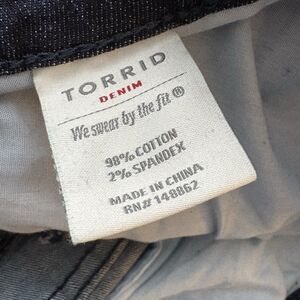 TORRID
DENIM
We swear by the fit ®
98% COTTON
2% SPANDEX
MADE IN CHINA
RN# 148862